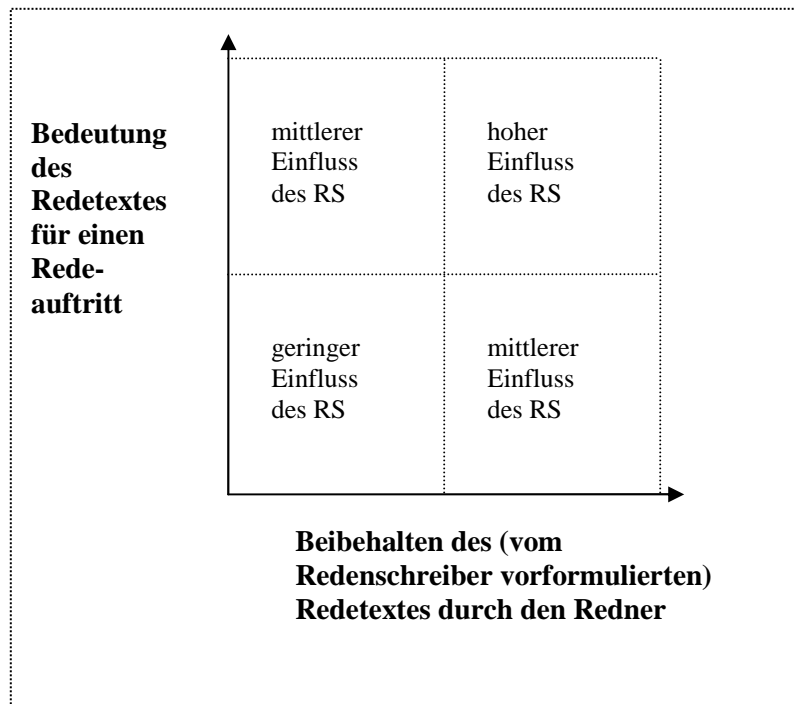 Bedeutung
des
Redetextes
für einen
Rede-
auftritt
mittlerer
Einfluss
des RS
hoher
Einfluss
des RS
geringer
Einfluss
des RS
mittlerer
Einfluss
des RS
Beibehalten des (vom
Redenschreiber vorformulierten)
Redetextes durch den Redner